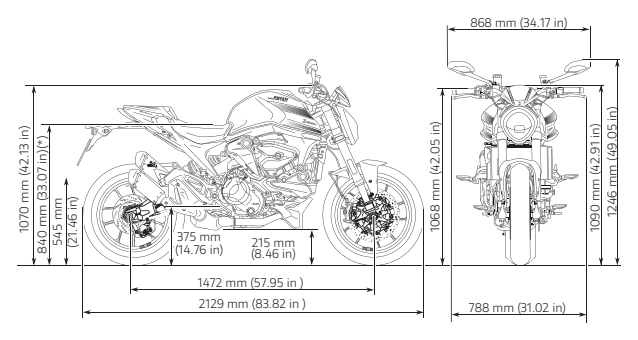 868 mm (34.17 in)
1070 mm (42.13 in)
840 mm (33.07 in)(*)
545 mm
(21.46 in)
375 mm
(14.76 in)
215 mm
(8.46 in)
1068 mm (42.05 in)
1090 mm (42.91 in)
1246 mm (49.05 in)
1472 mm (57.95 in )
2129 mm (83.82 in )
788 mm (31.02 in)